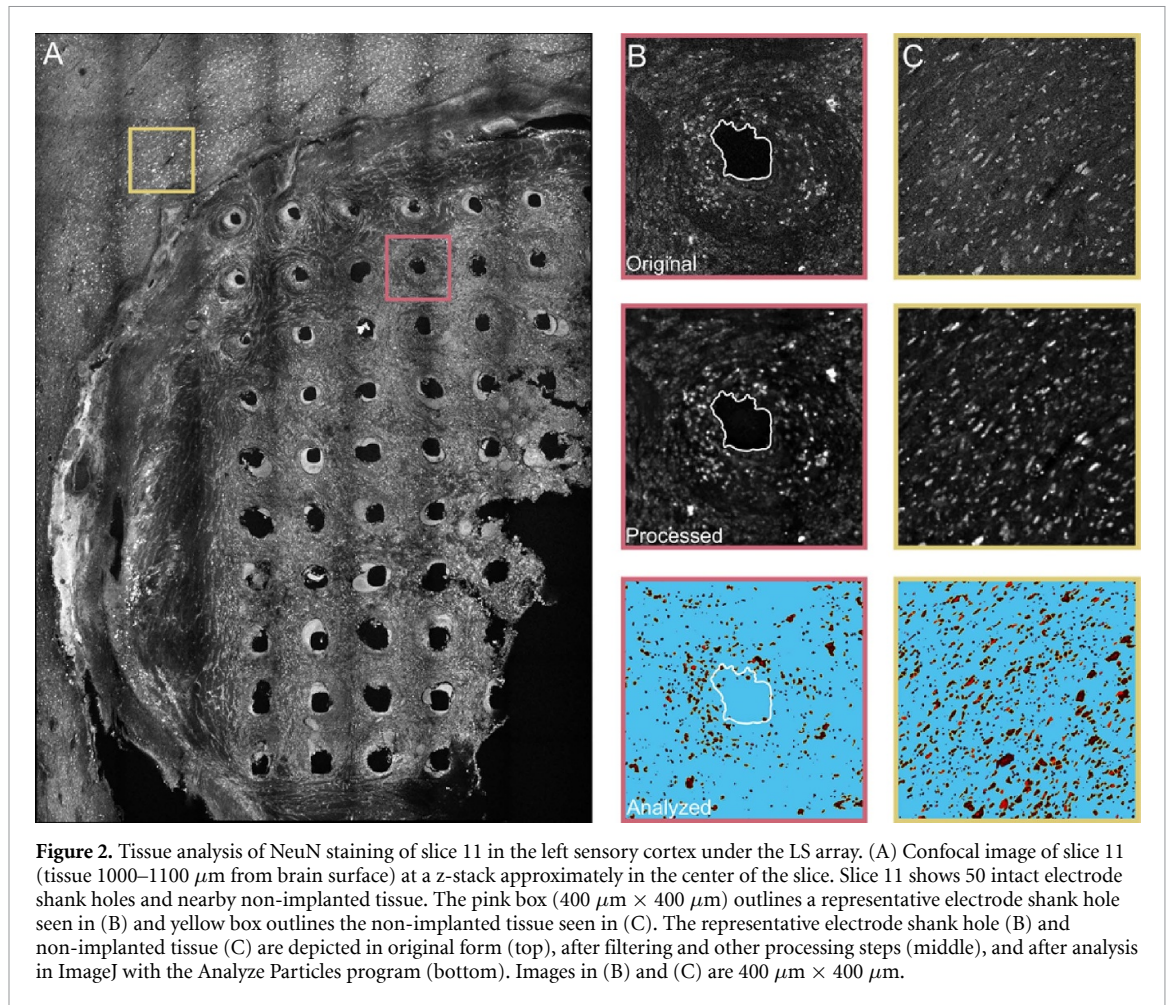 A
B
C
Original
Processed
Analyzed
Figure 2. Tissue analysis of NeuN staining of slice 11 in the left sensory cortex under the LS array. (A) Confocal image of slice 11
(tissue 1000–1100 μm from brain surface) at a z-stack approximately in the center of the slice. Slice 11 shows 50 intact electrode
shank holes and nearby non-implanted tissue. The pink box (400 μm × 400 μm) outlines a representative electrode shank hole
seen in (B) and yellow box outlines the non-implanted tissue seen in (C). The representative electrode shank hole (B) and
non-implanted tissue (C) are depicted in original form (top), after filtering and other processing steps (middle), and after analysis
in ImageJ with the Analyze Particles program (bottom). Images in (B) and (C) are 400 μm × 400 μm.